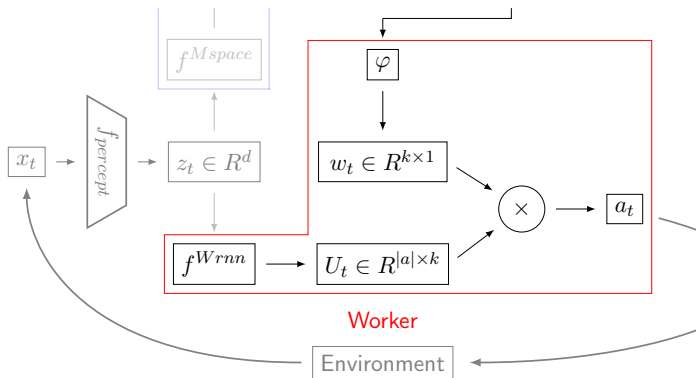 f^{Mspace}
φ
x_t
f_{percept}
z_t ∈ R^d
w_t ∈ R^{k×1}
×
a_t
f^{Wrnn}
U_t ∈ R^{|a|×k}
Worker
Environment